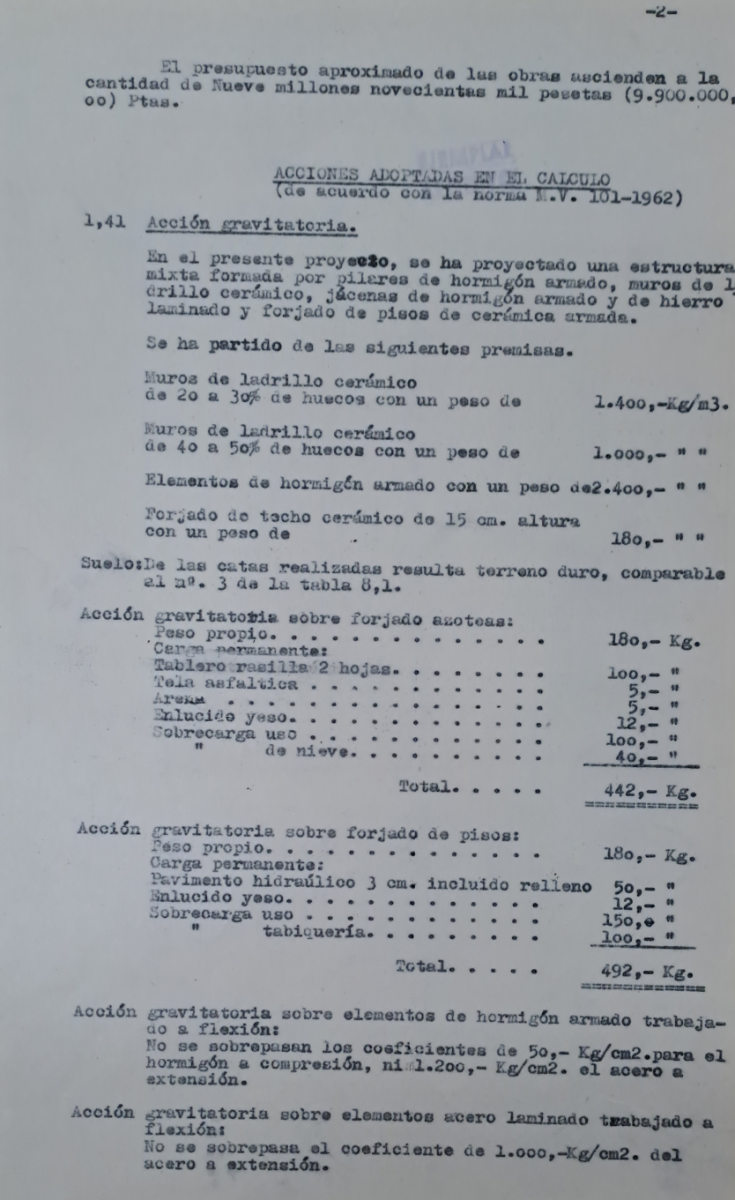 -2-
El presupuesto aproximado de las obras ascienden a la
cantidad de Nueve millones novecientas mil pesetas (9.900.000,
oo) Ptas.
EJEMPLAR
ACCIONES ADOPTADAS EN EL CALCULO
(de acuerdo con la norma M.V. 101-1962)
1,41 Acción gravitatoria.
En el presente proyecto, se ha proyectado una estructura
mixta formada por pilares de hormigón armado, muros de l
drillo cerámico, jácenas de hormigón armado y de hierro
laminado y forjado de pisos de cerámica armada.
Se ha partido de las siguientes premisas.
Muros de ladrillo cerámico
de 2o a 3o% de huecos con un peso de 1.4oo,-Kg/m3.
Muros de ladrillo cerámico
de 4o a 5o% de huecos con un peso de 1.ooo,- " "
Elementos de hormigón armado con un peso de2.4oo,- " "
Forjado de techo cerámico de 15 cm. altura
con un peso de 18o,- " "
Suelo:De las catas realizadas resulta terreno duro, comparable
al nº. 3 de la tabla 8,1.
Acción gravitatoria sobre forjado azoteas:
Peso propio. . . . . . . . . . . . . . 18o,- Kg.
Carga permanente:
Tablero rasilla 2 hojas. . . . . . . . 1oo,- "
Tela asfaltica . . . . . . . . . . . . 5,- "
Arena . . . . . . . . . . . . . . . . 5,- "
Enlucido yeso. . . . . . . . . . . . . 12,- "
Sobrecarga uso . . . . . . . . . . . . 1oo,- "
" de nieve. . . . . . . . . . 4o,- "
Total. . . . . 442,- Kg.
Acción gravitatoria sobre forjado de pisos:
Peso propio. . . . . . . . . . . . . . 18o,- Kg.
Carga permanente:
Pavimento hidraúlico 3 cm. incluido relleno 5o,- "
Enlucido yeso. . . . . . . . . . . . . 12,- "
Sobrecarga uso . . . . . . . . . . . . 15o,- "
" tabiquería. . . . . . . . . 1oo,- "
Total. . . . . 492,- Kg.
Acción gravitatoria sobre elementos de hormigón armado trabaja-
do a flexión:
No se sobrepasan los coeficientes de 5o,- Kg/cm2.para el
hormigón a compresión, ni 1.2oo,- Kg/cm2. el acero a
extensión.
Acción gravitatoria sobre elementos acero laminado trabajado a
flexión:
No se sobrepasa el coeficiente de 1.ooo,-Kg/cm2. del
acero a extensión.